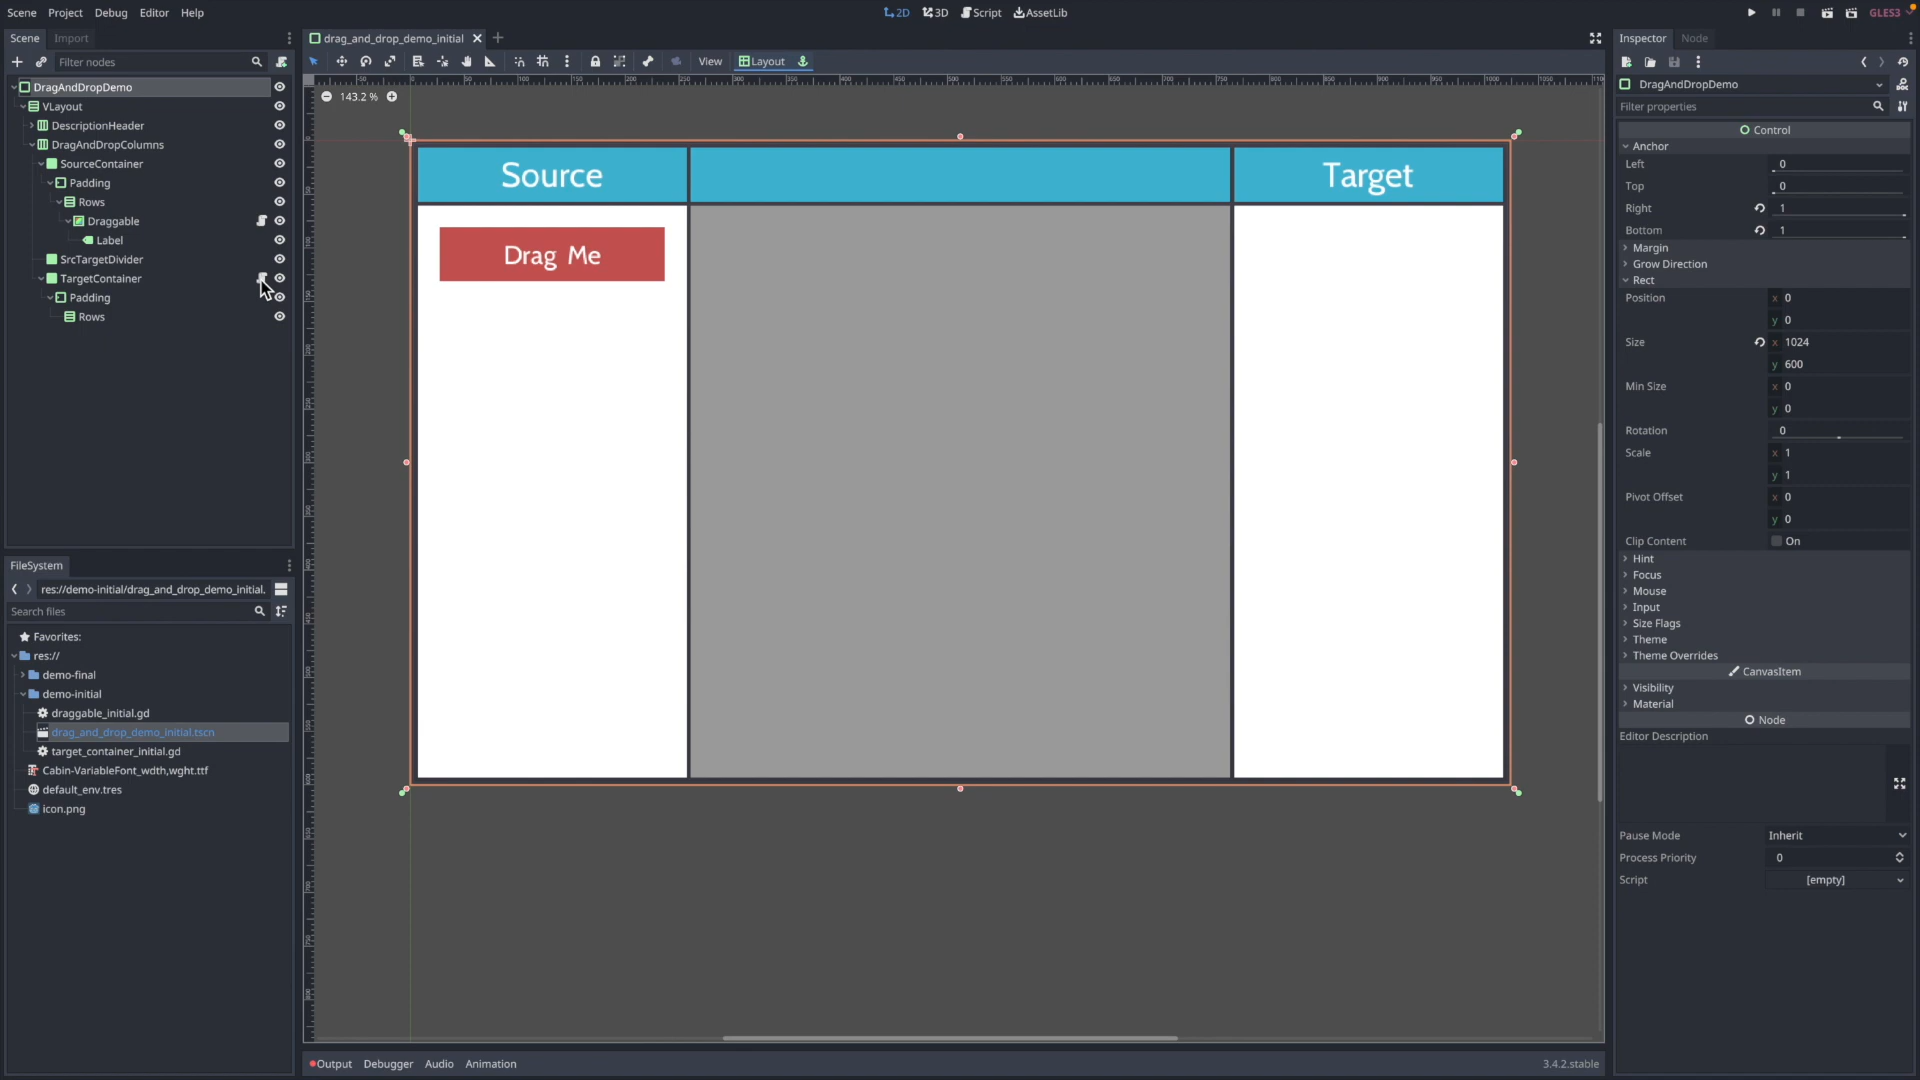 Scene Project Debug Editor Help
2D 3D Script AssetLib
GLES3
Scene Import
drag_and_drop_demo_initial
Inspector Node
Filter nodes
View Layout
DragAndDropDemo
VLayout
DescriptionHeader
DragAndDropColumns
SourceContainer
Padding
Rows
Draggable
Label
SrcTargetDivider
TargetContainer
Padding
Rows
143.2 %
Source
Target
Drag Me
DragAndDropDemo
Filter properties
Control
Anchor
Left 0
Top 0
Right 1
Bottom 1
Margin
Grow Direction
Rect
Position x 0
y 0
Size x 1024
y 600
Min Size x 0
y 0
Rotation 0
Scale x 1
y 1
Pivot Offset x 0
y 0
Clip Content On
Hint
Focus
Mouse
Input
Size Flags
Theme
Theme Overrides
CanvasItem
Visibility
Material
Node
Editor Description
Pause Mode Inherit
Process Priority 0
Script [empty]
FileSystem
res://demo-initial/drag_and_drop_demo_initial.
Search files
Favorites:
res://
demo-final
demo-initial
draggable_initial.gd
drag_and_drop_demo_initial.tscn
target_container_initial.gd
Cabin-VariableFont_wdth,wght.ttf
default_env.tres
icon.png
Output Debugger Audio Animation
3.4.2.stable